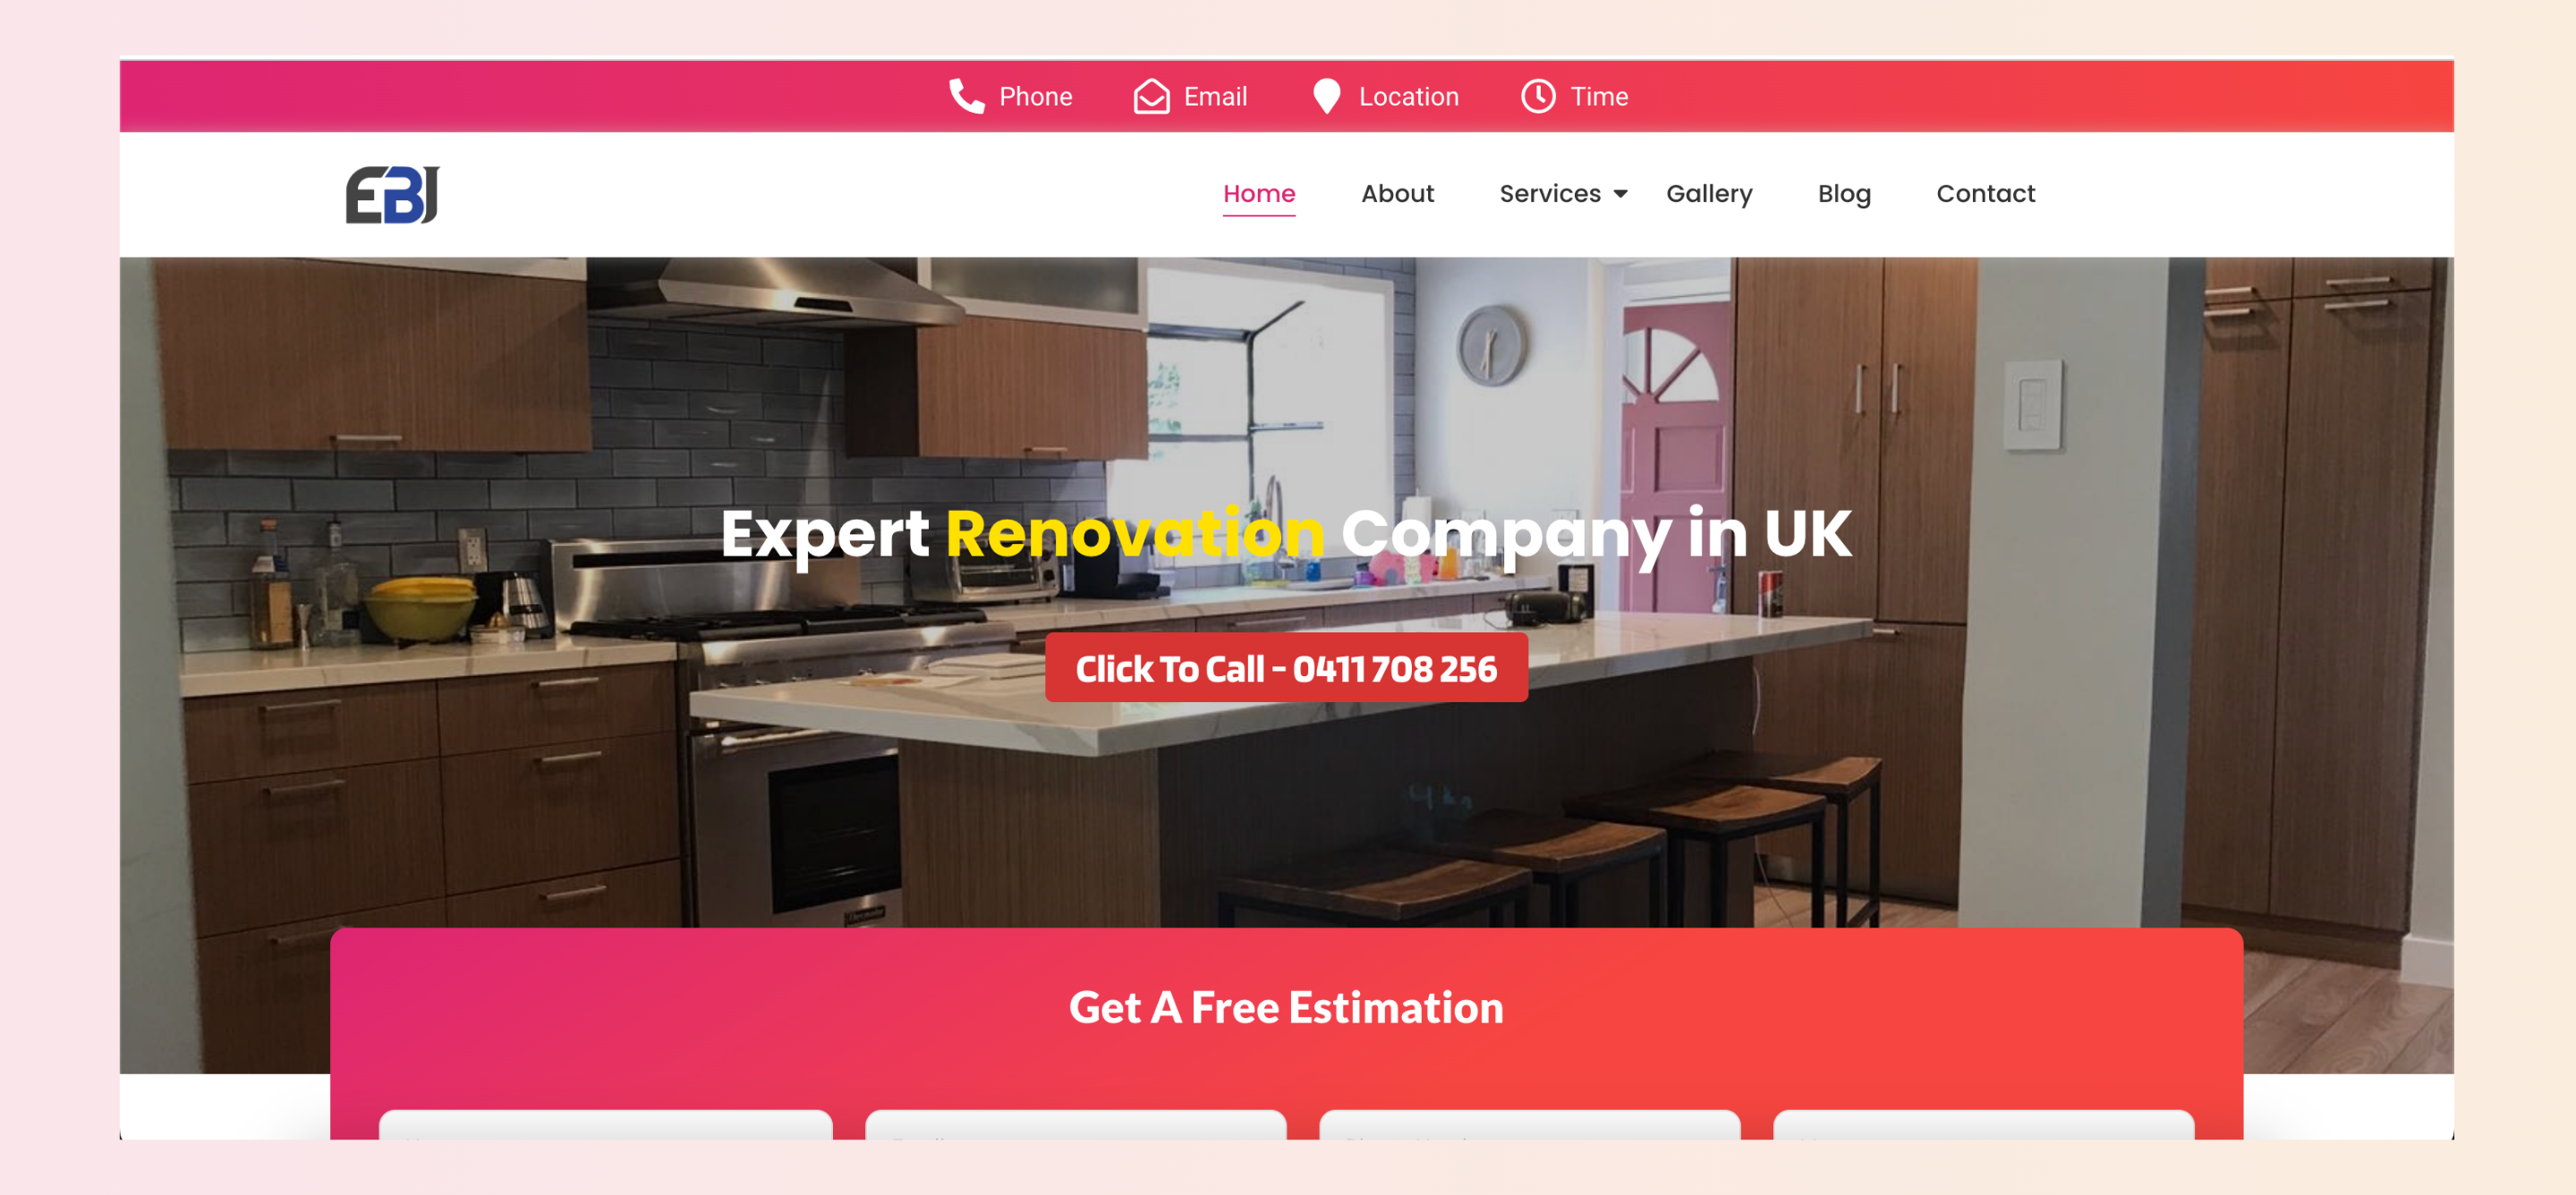 Phone Email Location Time
EBJ
Home About Services Gallery Blog Contact
Expert Renovation Company in UK
Click To Call - 0411 708 256
Get A Free Estimation